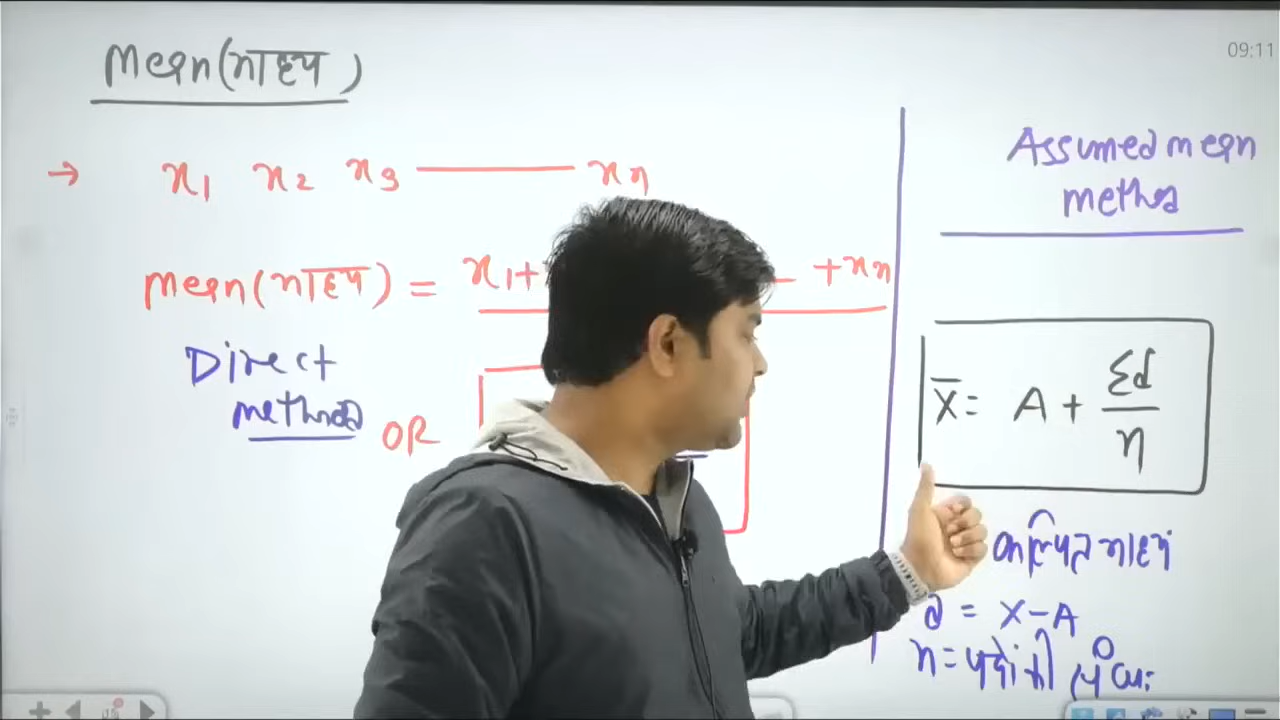 Mean(माध्य)
09:11
→ x1 x2 x3 —— xn
Mean(माध्य) = x1+ — +xn
Direct
method
OR
Assumed mean
method
X̄ = A + Σd/n
कल्पित माध्य
d = X-A
n = पदों की